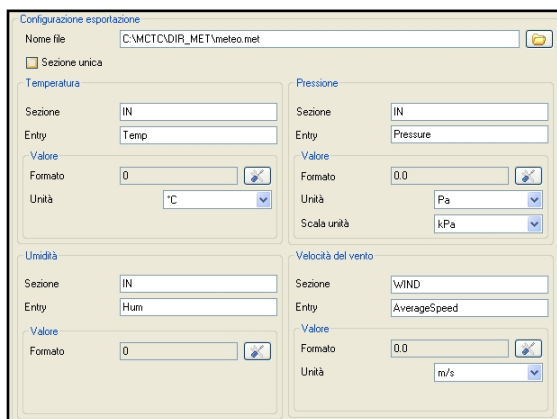 Configurazione esportazione
Nome file C:\MCTC\DIR_MET\meteo.met
Sezione unica
Temperatura
Sezione IN
Entry Temp
Valore
Formato 0
Unità °C
Pressione
Sezione IN
Entry Pressure
Valore
Formato 0.0
Unità Pa
Scala unità kPa
Umidità
Sezione IN
Entry Hum
Valore
Formato 0
Velocità del vento
Sezione WIND
Entry AverageSpeed
Valore
Formato 0.0
Unità m/s